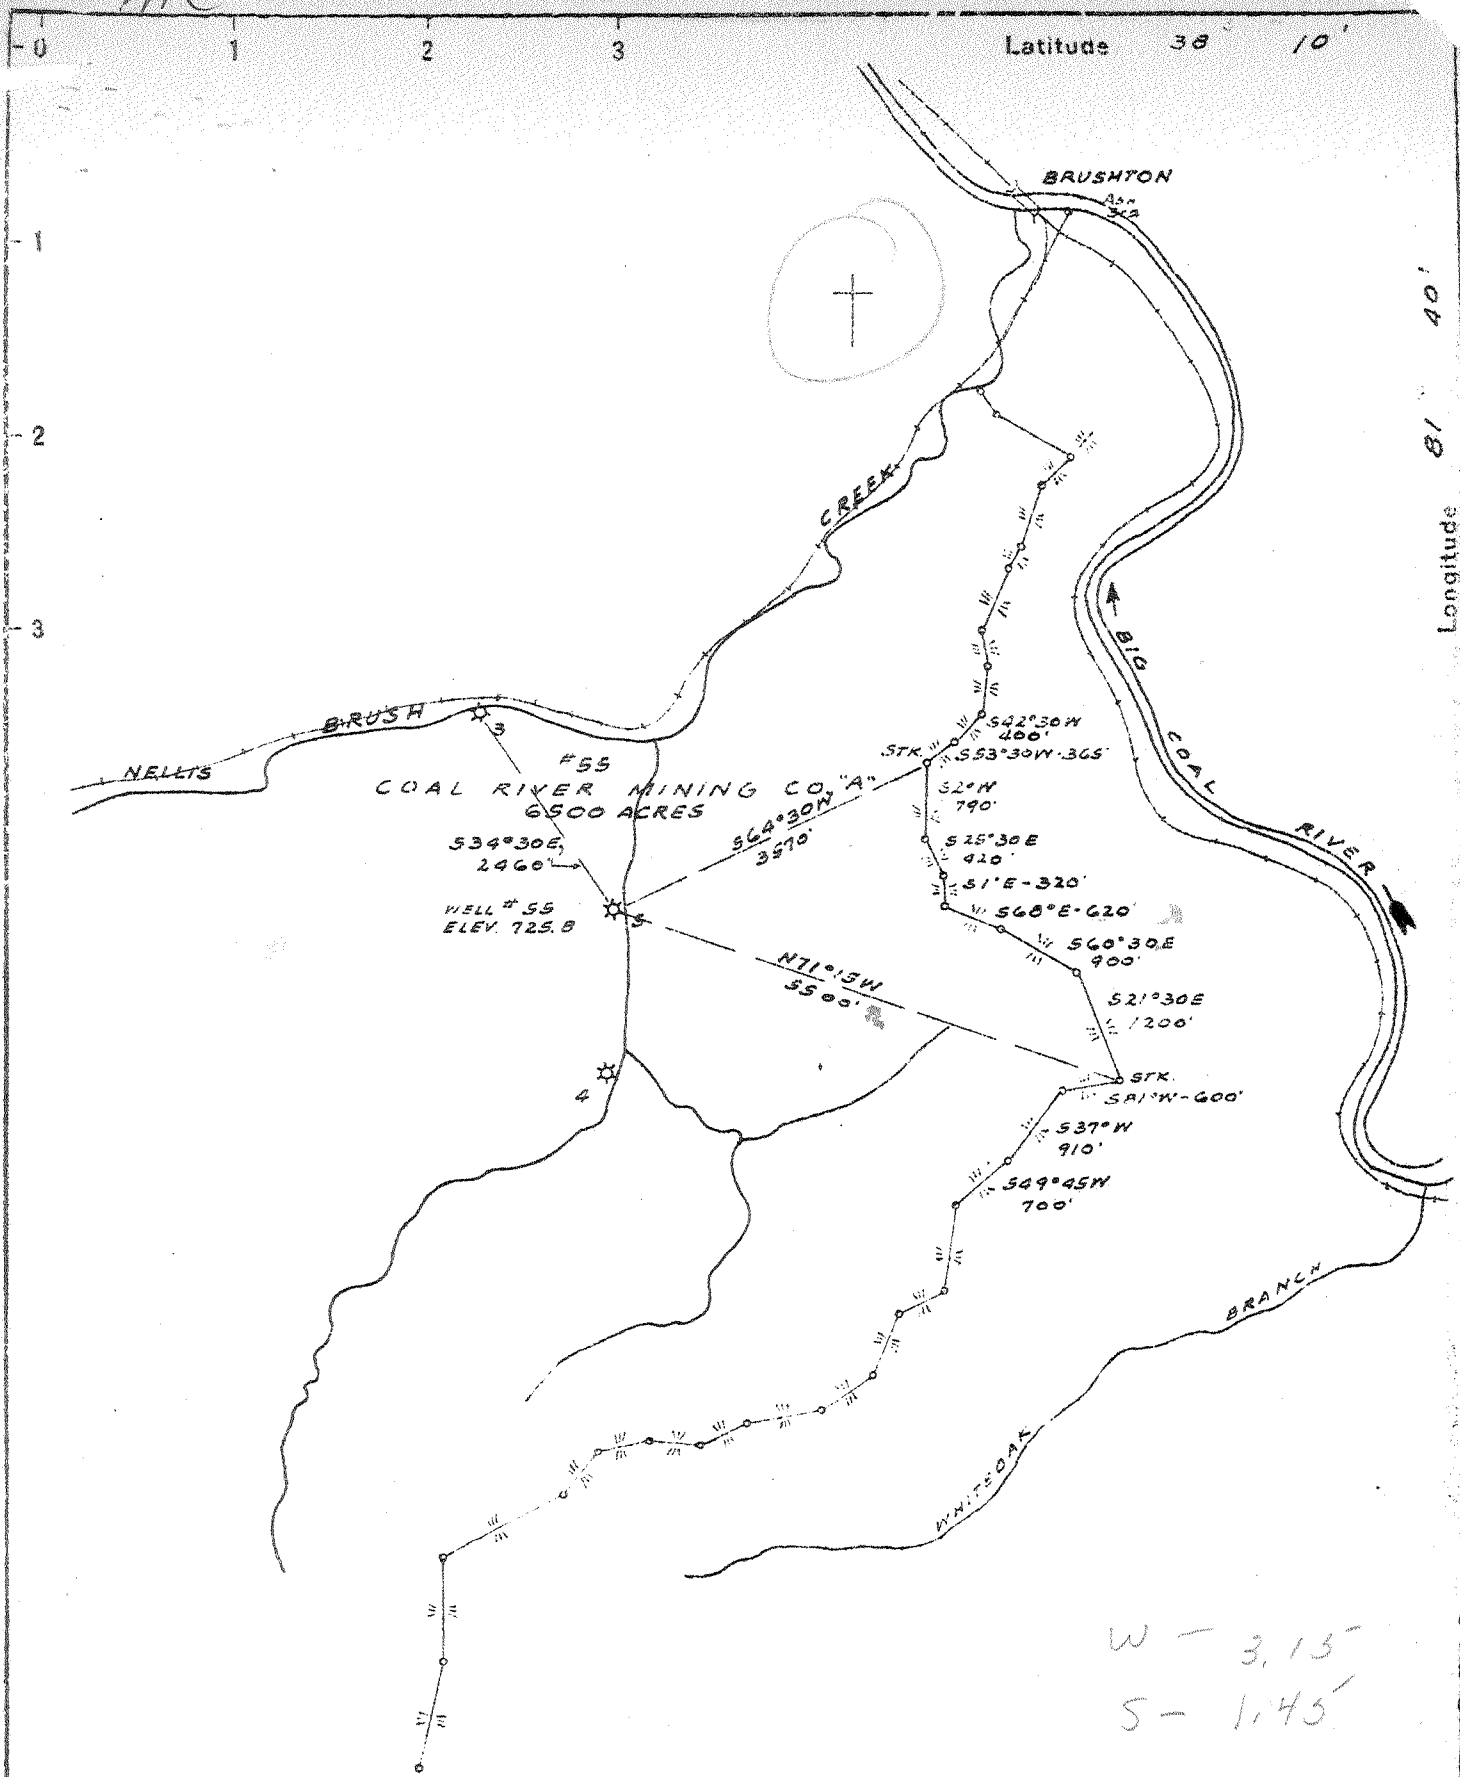 - 0 1 2 3 Latitude 38° 10'
BRUSHTON
- 1
40'
81
- 2
Longitude
CREEK
- 3
BIG
COAL
RIVER
BRUSH
3
NELLIS
S42°30W
400'
STK.
S53°30W-365'
#55
COAL RIVER MINING CO. "A"
6500 ACRES
S2°W
790'
S64°30W
3570'
S34°30E
2460'
S25°30E
420'
S1°E-320'
WELL # 55
ELEV. 725.8
5
S68°E-620'
S60°30E
900'
N71°15W
5500'
S21°30E
1200'
4
STK.
S81°W-600'
S37°W
910'
S49°45W
700'
BRANCH
WHITEOAK
W - 3.15
S - 1.45